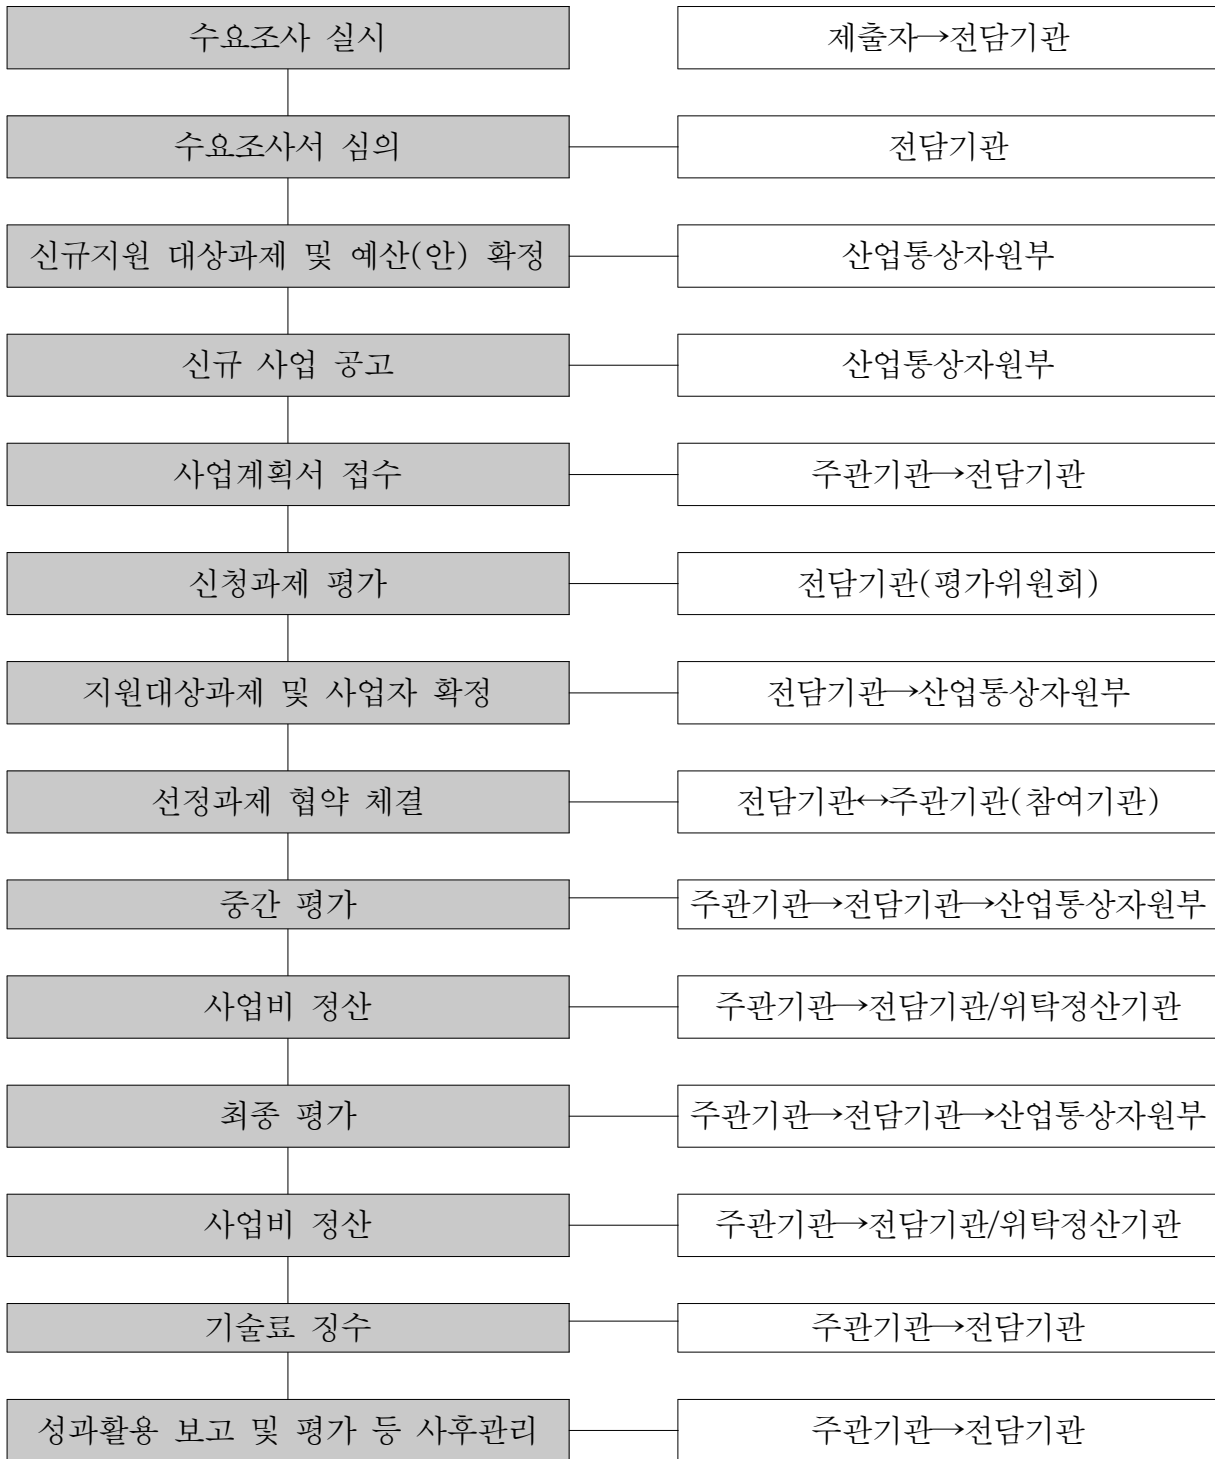 수요조사 실시
제출자→전담기관
수요조사서 심의
전담기관
신규지원 대상과제 및 예산(안) 확정
산업통상자원부
신규 사업 공고
산업통상자원부
사업계획서 접수
주관기관→전담기관
신청과제 평가
전담기관(평가위원회)
지원대상과제 및 사업자 확정
전담기관→산업통상자원부
선정과제 협약 체결
전담기관↔주관기관(참여기관)
중간 평가
주관기관→전담기관→산업통상자원부
사업비 정산
주관기관→전담기관/위탁정산기관
최종 평가
주관기관→전담기관→산업통상자원부
사업비 정산
주관기관→전담기관/위탁정산기관
기술료 징수
주관기관→전담기관
성과활용 보고 및 평가 등 사후관리
주관기관→전담기관